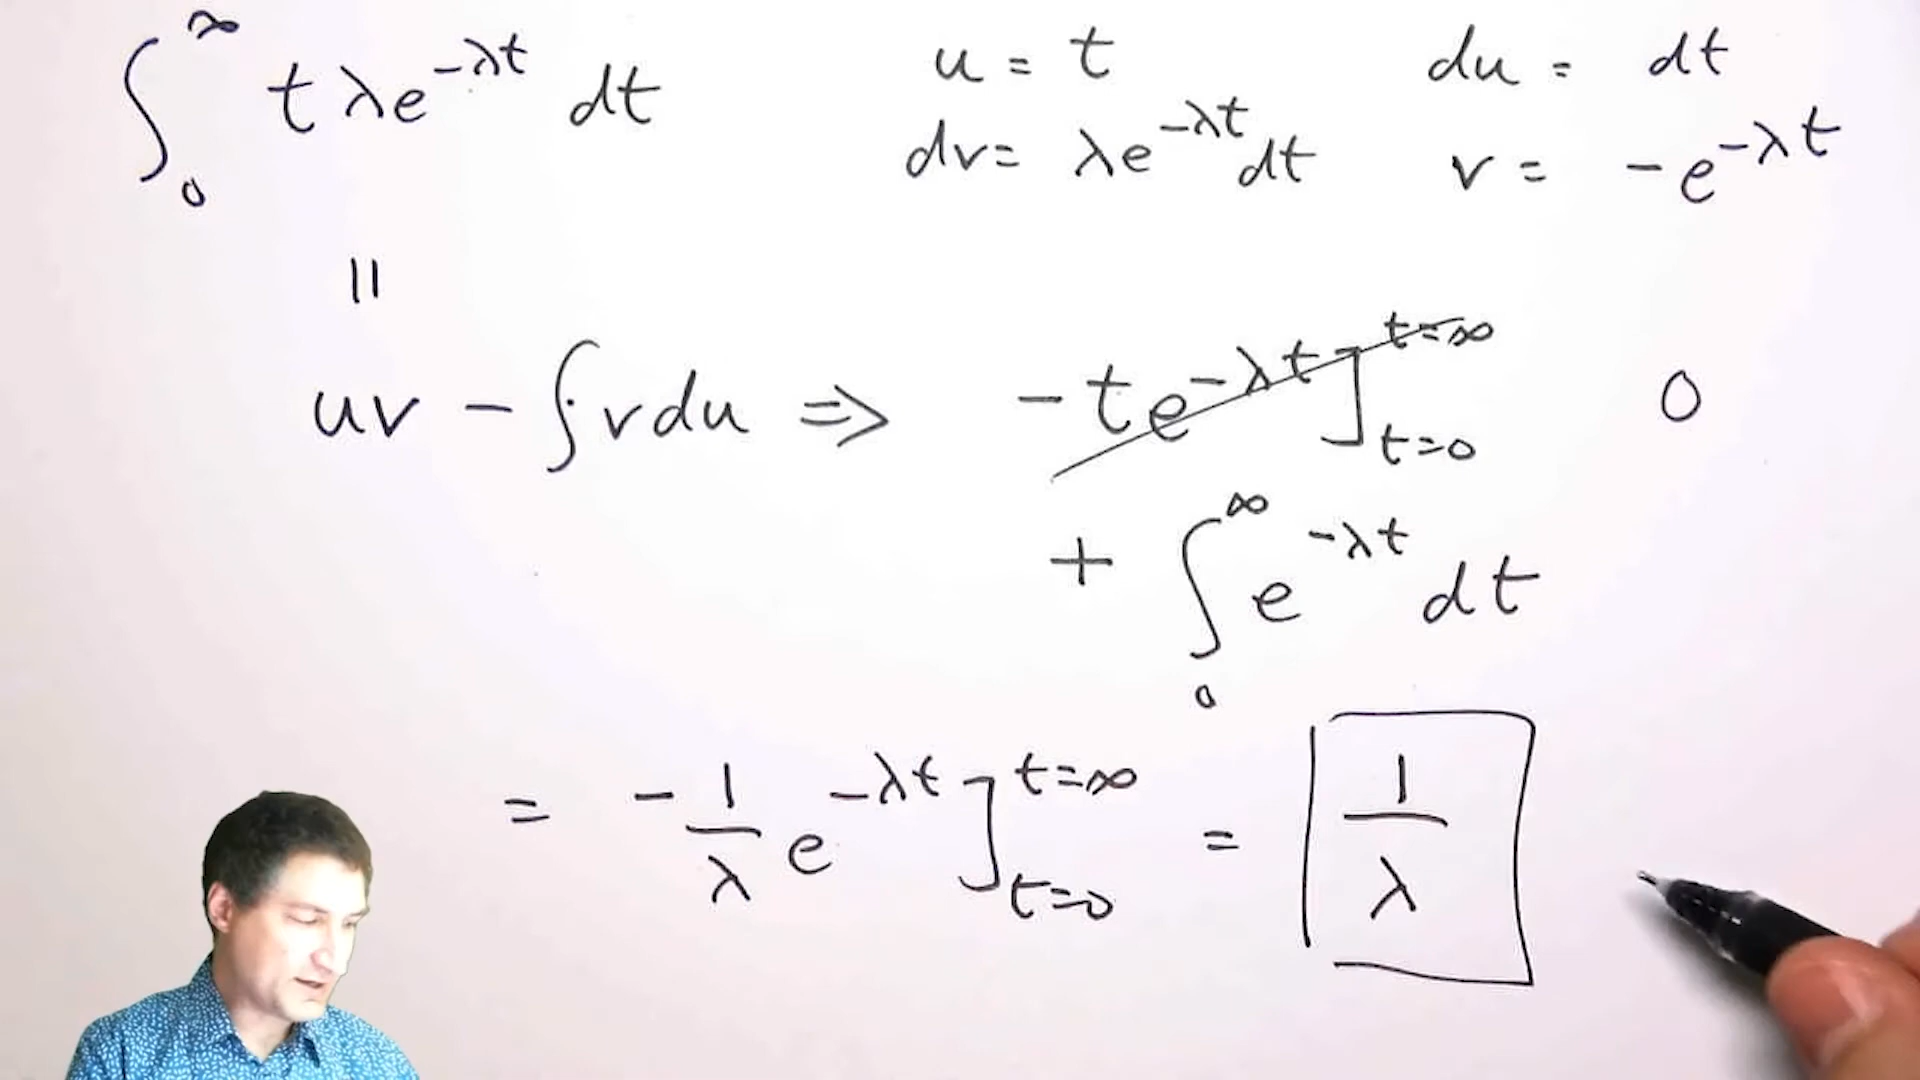 ∫₀^∞ tλe^{-λt} dt u = t du = dt
dv = λe^{-λt}dt v = -e^{-λt}
||
uv - ∫vdu ⇒ -te^{-λt}]_{t=0}^{t=∞} 0
+ ∫₀^∞ e^{-λt} dt
= -1/λ e^{-λt}]_{t=0}^{t=∞} = 1/λ